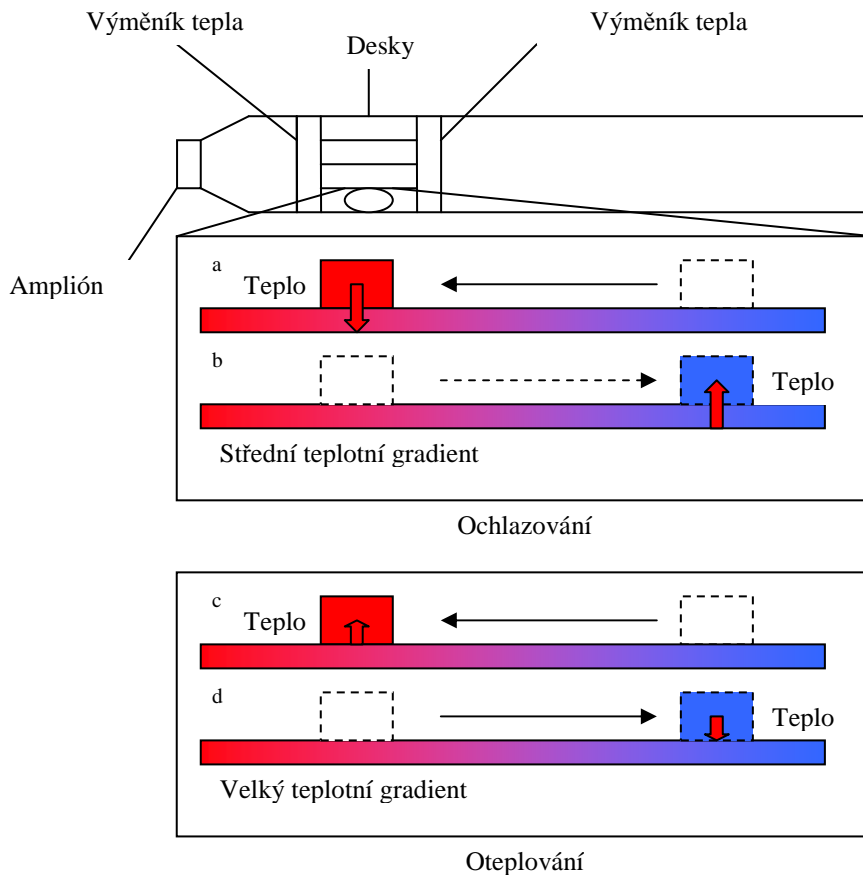 Výměník tepla
Výměník tepla
Desky
Amplión
a
Teplo
b
Teplo
Střední teplotní gradient
Ochlazování
c
Teplo
d
Teplo
Velký teplotní gradient
Oteplování